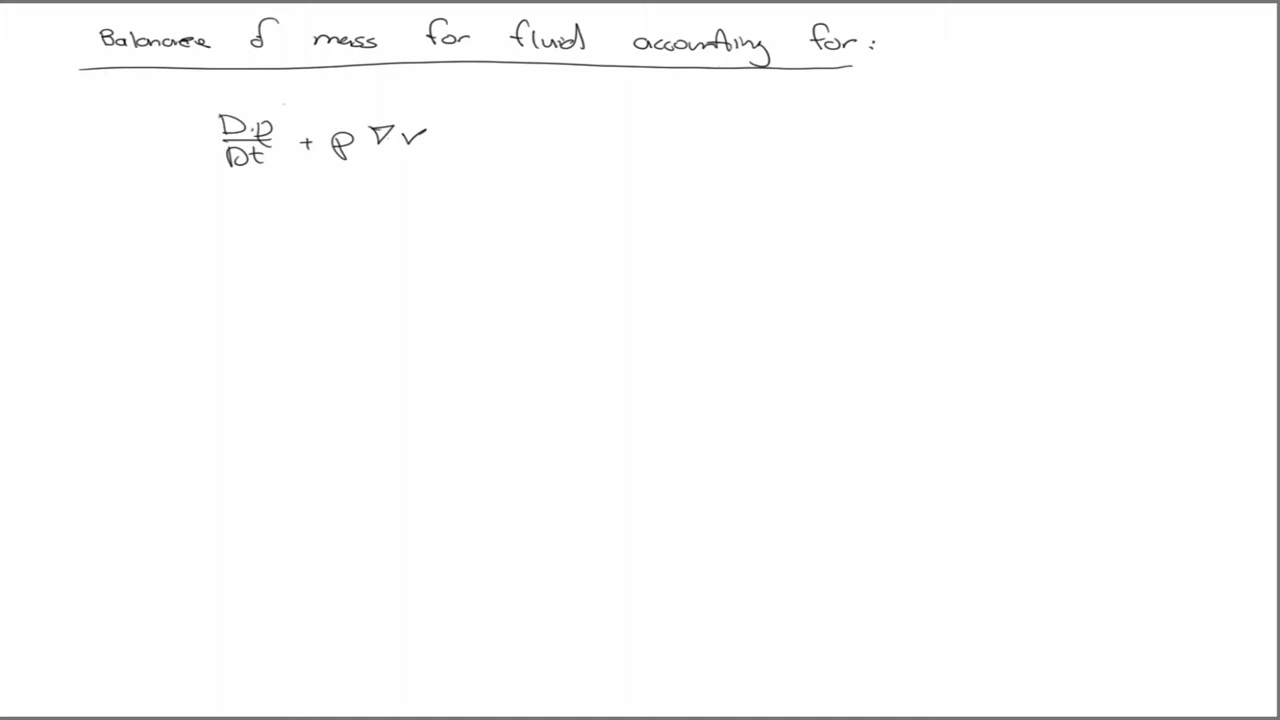 Balance of mass for fluid accounting for:
Dρ/Dt + ρ ∇v